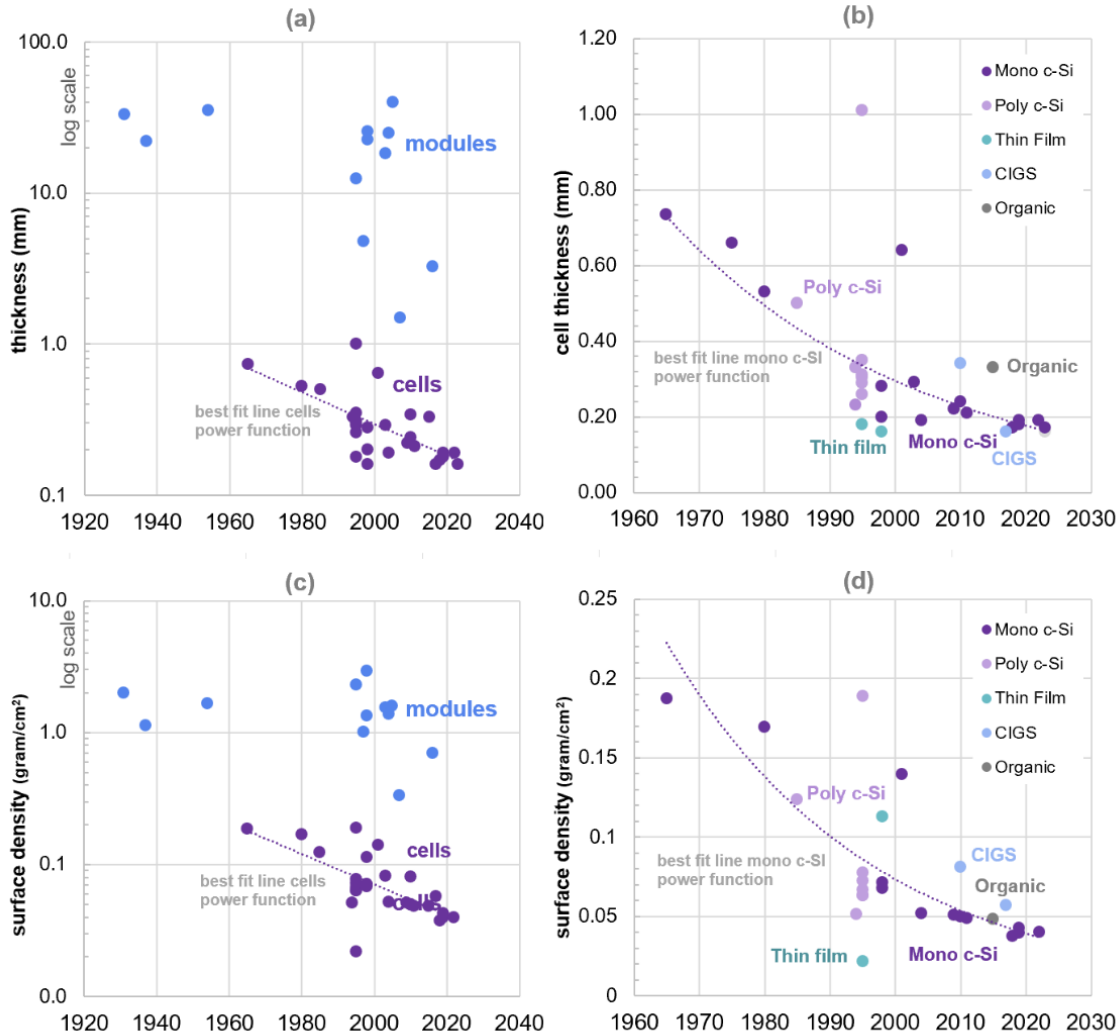 (a)
100.0
10.0
1.0
0.1
log scale
thickness (mm)
modules
cells
best fit line cells
power function
1920 1940 1960 1980 2000 2020 2040
(b)
1.20
1.00
0.80
0.60
0.40
0.20
0.00
cell thickness (mm)
Mono c-Si
Poly c-Si
Thin Film
CIGS
Organic
Poly c-Si
best fit line mono c-SI
power function
Organic
Thin film
Mono c-Si
CIGS
1960 1970 1980 1990 2000 2010 2020 2030
(c)
10.0
1.0
0.1
0.0
log scale
surface density (gram/cm²)
modules
cells
best fit line cells
power function
cells
1920 1940 1960 1980 2000 2020 2040
(d)
0.25
0.2
0.15
0.1
0.05
0
surface density (gram/cm²)
Mono c-Si
Poly c-Si
Thin Film
CIGS
Organic
Poly c-Si
best fit line mono c-SI
power function
CIGS
Organic
Mono c-Si
Thin film
1960 1970 1980 1990 2000 2010 2020 2030